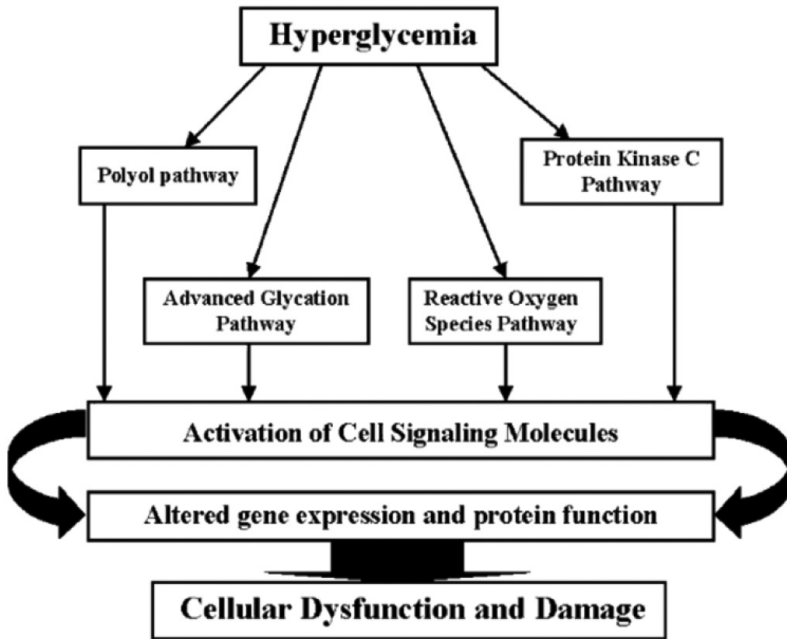 Hyperglycemia
Polyol pathway
Protein Kinase C
Pathway
Advanced Glycation
Pathway
Reactive Oxygen
Species Pathway
Activation of Cell Signaling Molecules
Altered gene expression and protein function
Cellular Dysfunction and Damage